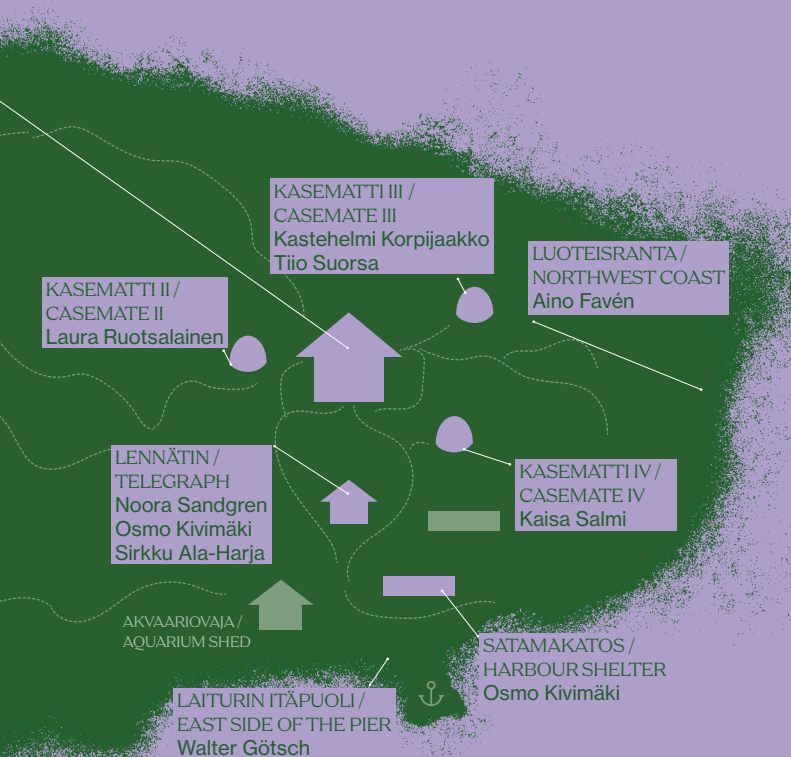 KASEMATTI III /
CASEMATE III
Kastehelmi Korpijaakko
Tiio Suorsa
LUOTEISRANTA /
NORTHWEST COAST
Aino Favén
KASEMATTI II /
CASEMATE II
Laura Ruotsalainen
LENNÄTIN /
TELEGRAPH
Noora Sandgren
Osmo Kivimäki
Sirkku Ala-Harja
KASEMATTI IV /
CASEMATE IV
Kaisa Salmi
AKVAARIOVAJA /
AQUARIUM SHED
SATAMAKATOS /
HARBOUR SHELTER
Osmo Kivimäki
LAITURIN ITÄPUOLI /
EAST SIDE OF THE PIER
Walter Götsch